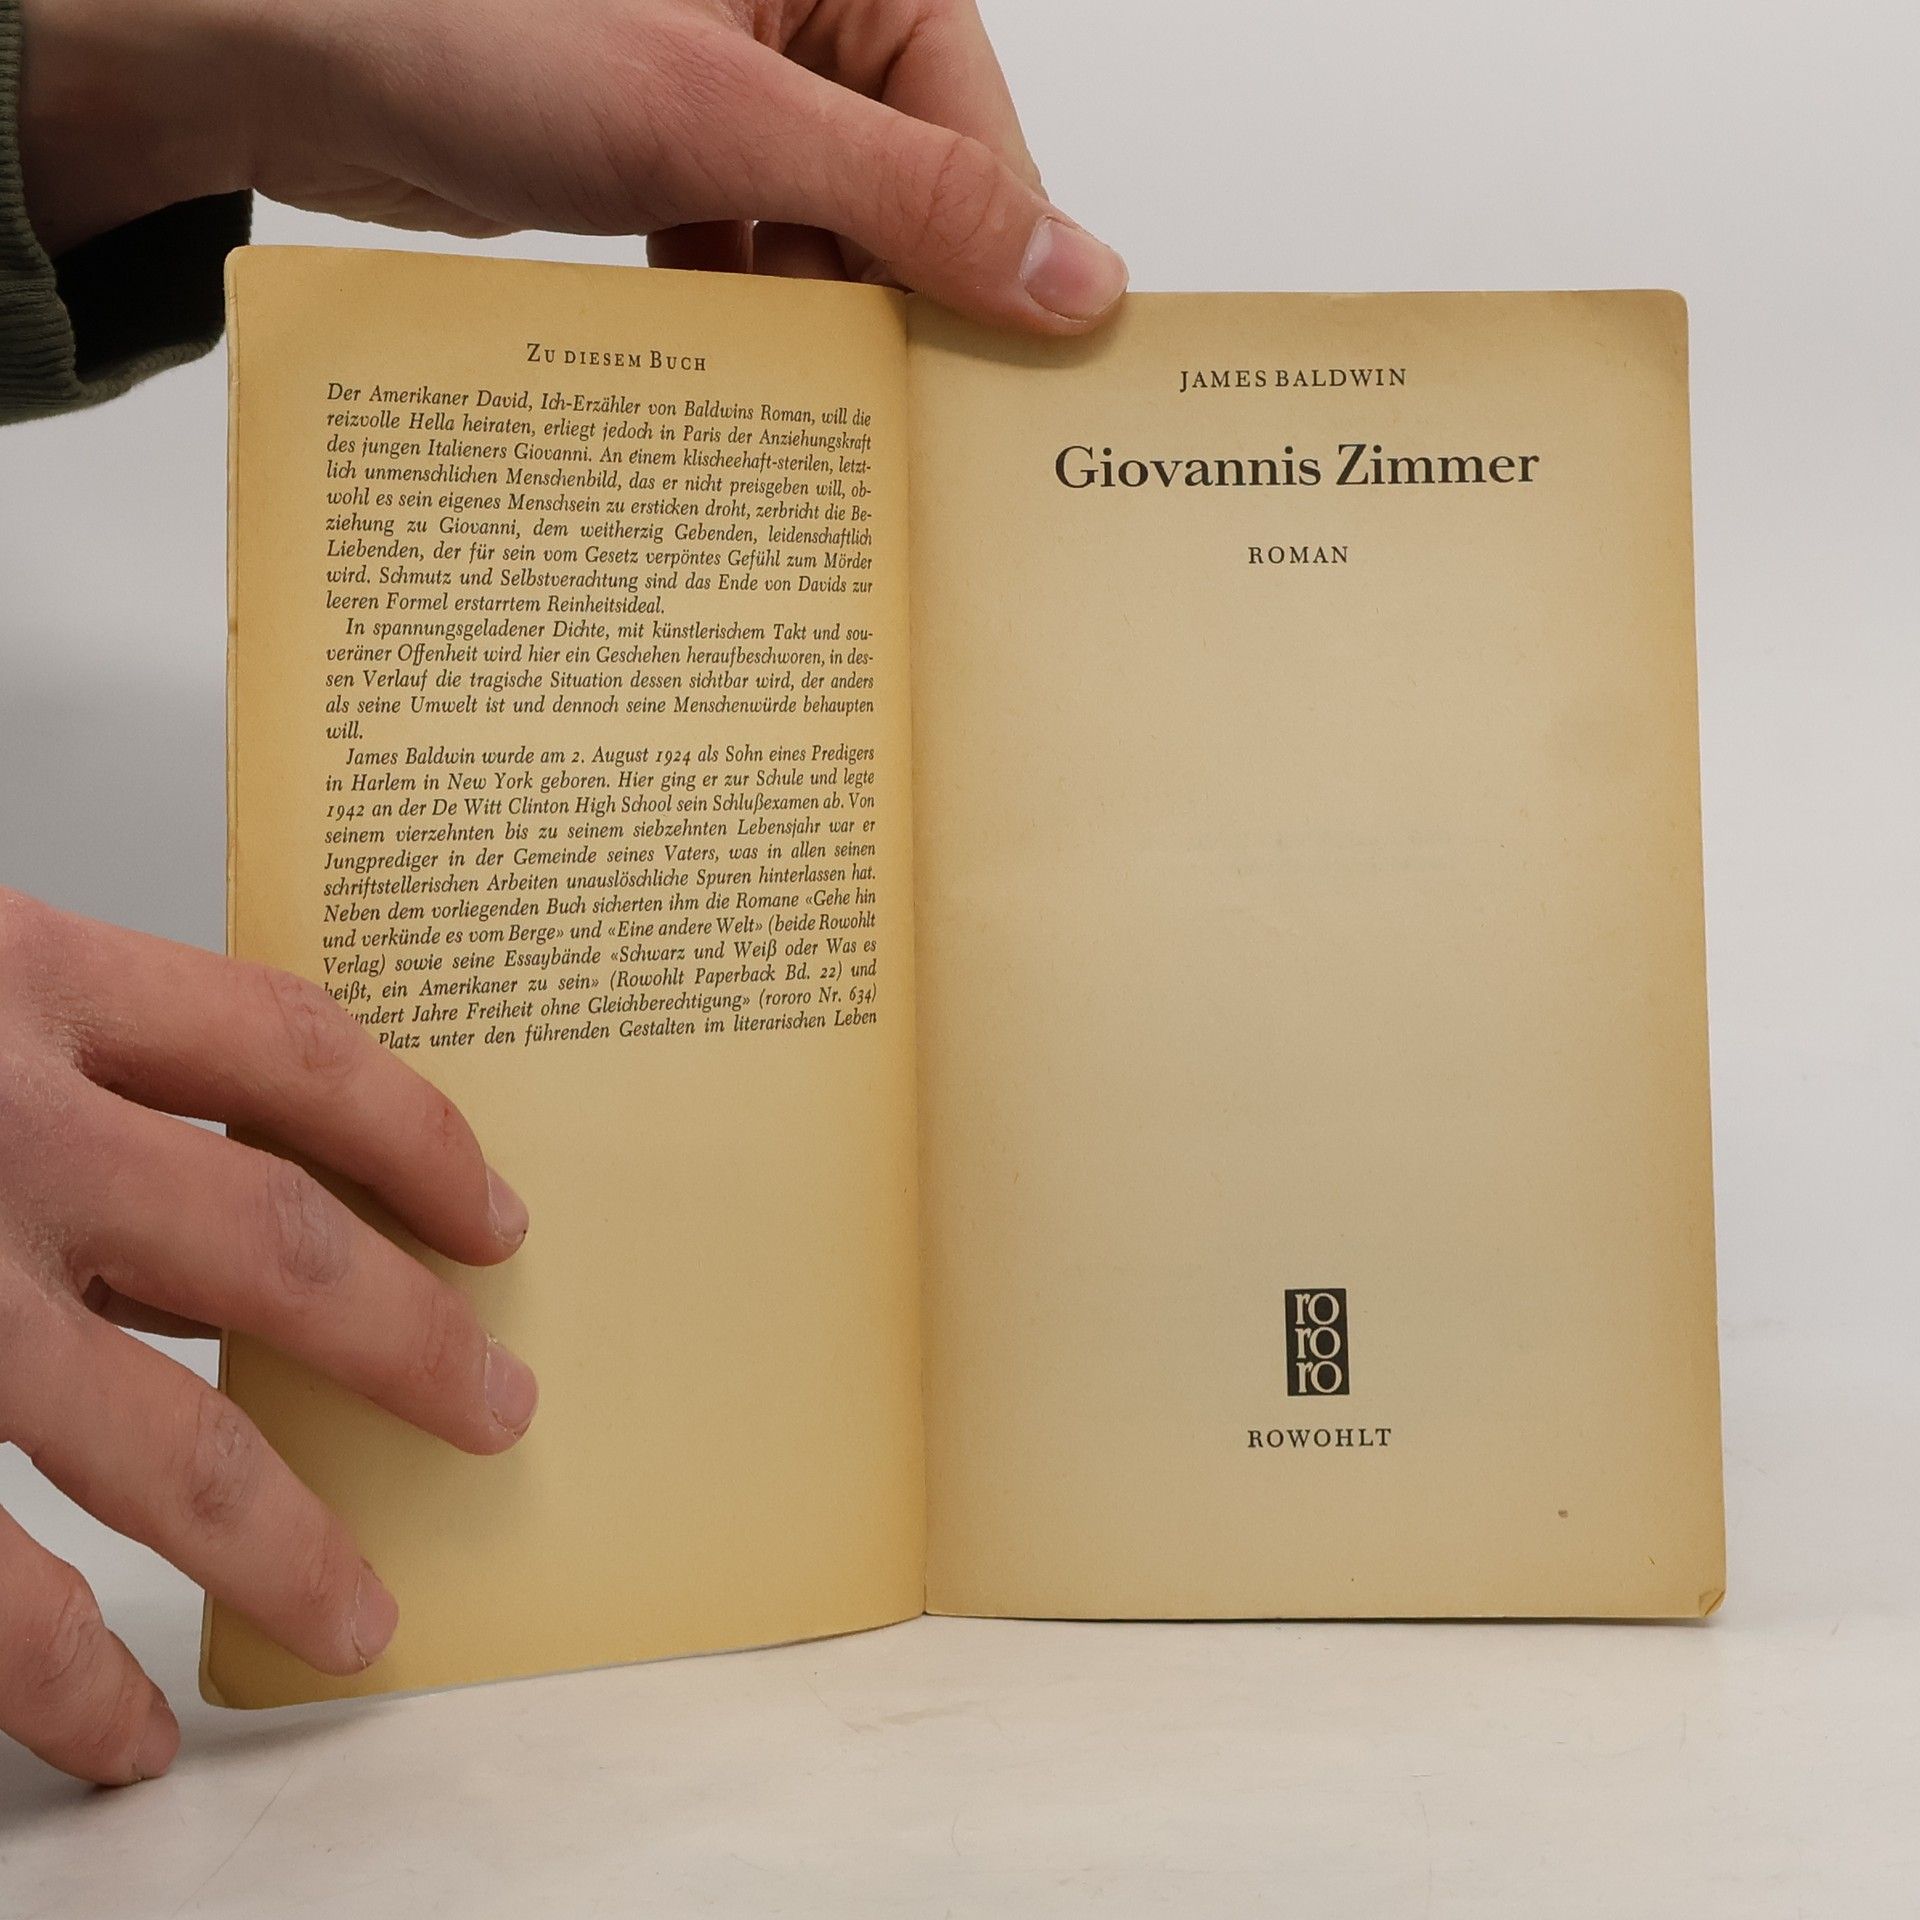 ZU DIESEM BUCH
Der Amerikaner David, Ich-Erzähler von Baldwins Roman, will die
reizvolle Hella heiraten, erliegt jedoch in Paris der Anziehungskraft
des jungen Italieners Giovanni. An einem klischeehaft-sterilen, letzt-
lich unmenschlichen Menschenbild, das er nicht preisgeben will, ob-
wohl es sein eigenes Menschsein zu ersticken droht, zerbricht die Be-
ziehung zu Giovanni, dem weitherzig Gebenden, leidenschaftlich
Liebenden, der für sein vom Gesetz verpöntes Gefühl zum Mörder
wird. Schmutz und Selbstverachtung sind das Ende von Davids zur
leeren Formel erstarrtem Reinheitsideal.
In spannungsgeladener Dichte, mit künstlerischem Takt und sou-
veräner Offenheit wird hier ein Geschehen heraufbeschworen, in des-
sen Verlauf die tragische Situation dessen sichtbar wird, der anders
als seine Umwelt ist und dennoch seine Menschenwürde behaupten
will.
James Baldwin wurde am 2. August 1924 als Sohn eines Predigers
in Harlem in New York geboren. Hier ging er zur Schule und legte
1942 an der De Witt Clinton High School sein Schlußexamen ab. Von
seinem vierzehnten bis zu seinem siebzehnten Lebensjahr war er
Jungprediger in der Gemeinde seines Vaters, was in allen seinen
schriftstellerischen Arbeiten unauslöschliche Spuren hinterlassen hat.
Neben dem vorliegenden Buch sicherten ihm die Romane «Gehe hin
und verkünde es vom Berge» und «Eine andere Welt» (beide Rowohlt
Verlag) sowie seine Essaybände «Schwarz und Weiß oder Was es
heißt, ein Amerikaner zu sein» (Rowohlt Paperback Bd. 22) und
Jahre Freiheit ohne Gleichberechtigung» (rororo Nr. 634)
Platz unter den führenden Gestalten im literarischen Leben
JAMES BALDWIN
Giovannis Zimmer
ROMAN
ro
ro
ro
ROWOHLT